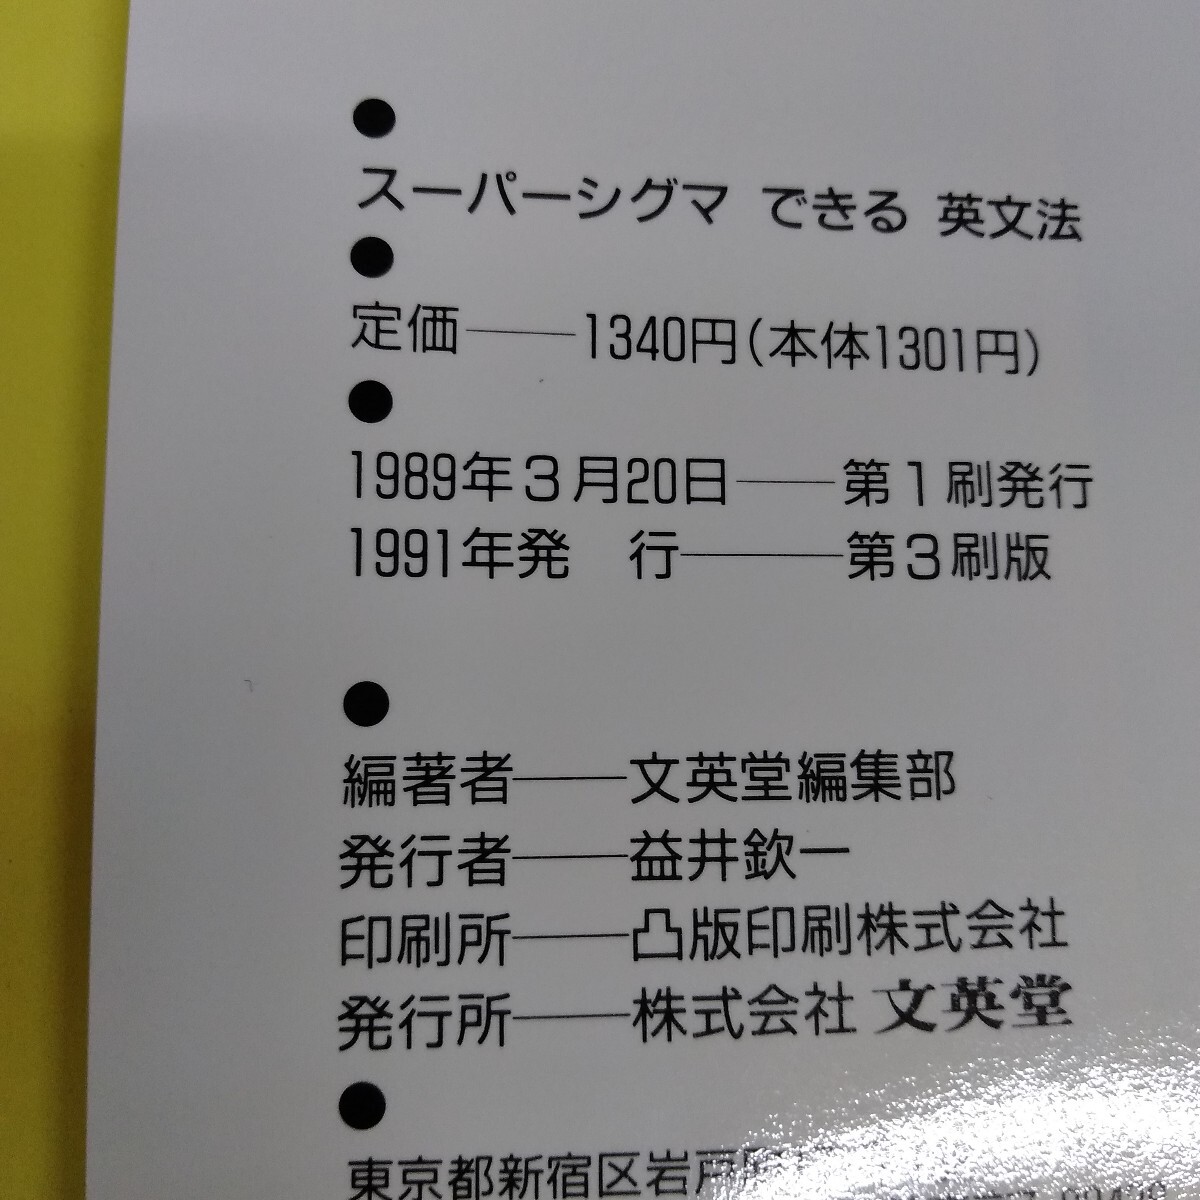 ●
スーパーシグマ できる 英文法
●
定価――1340円(本体1301円)
●
1989年3月20日――第1刷発行
1991年発 行――第3刷版
●
編著者――文英堂編集部
発行者――益井欽一
印刷所――凸版印刷株式会社
発行所――株式会社 文英堂
●
東京都新宿区岩戸